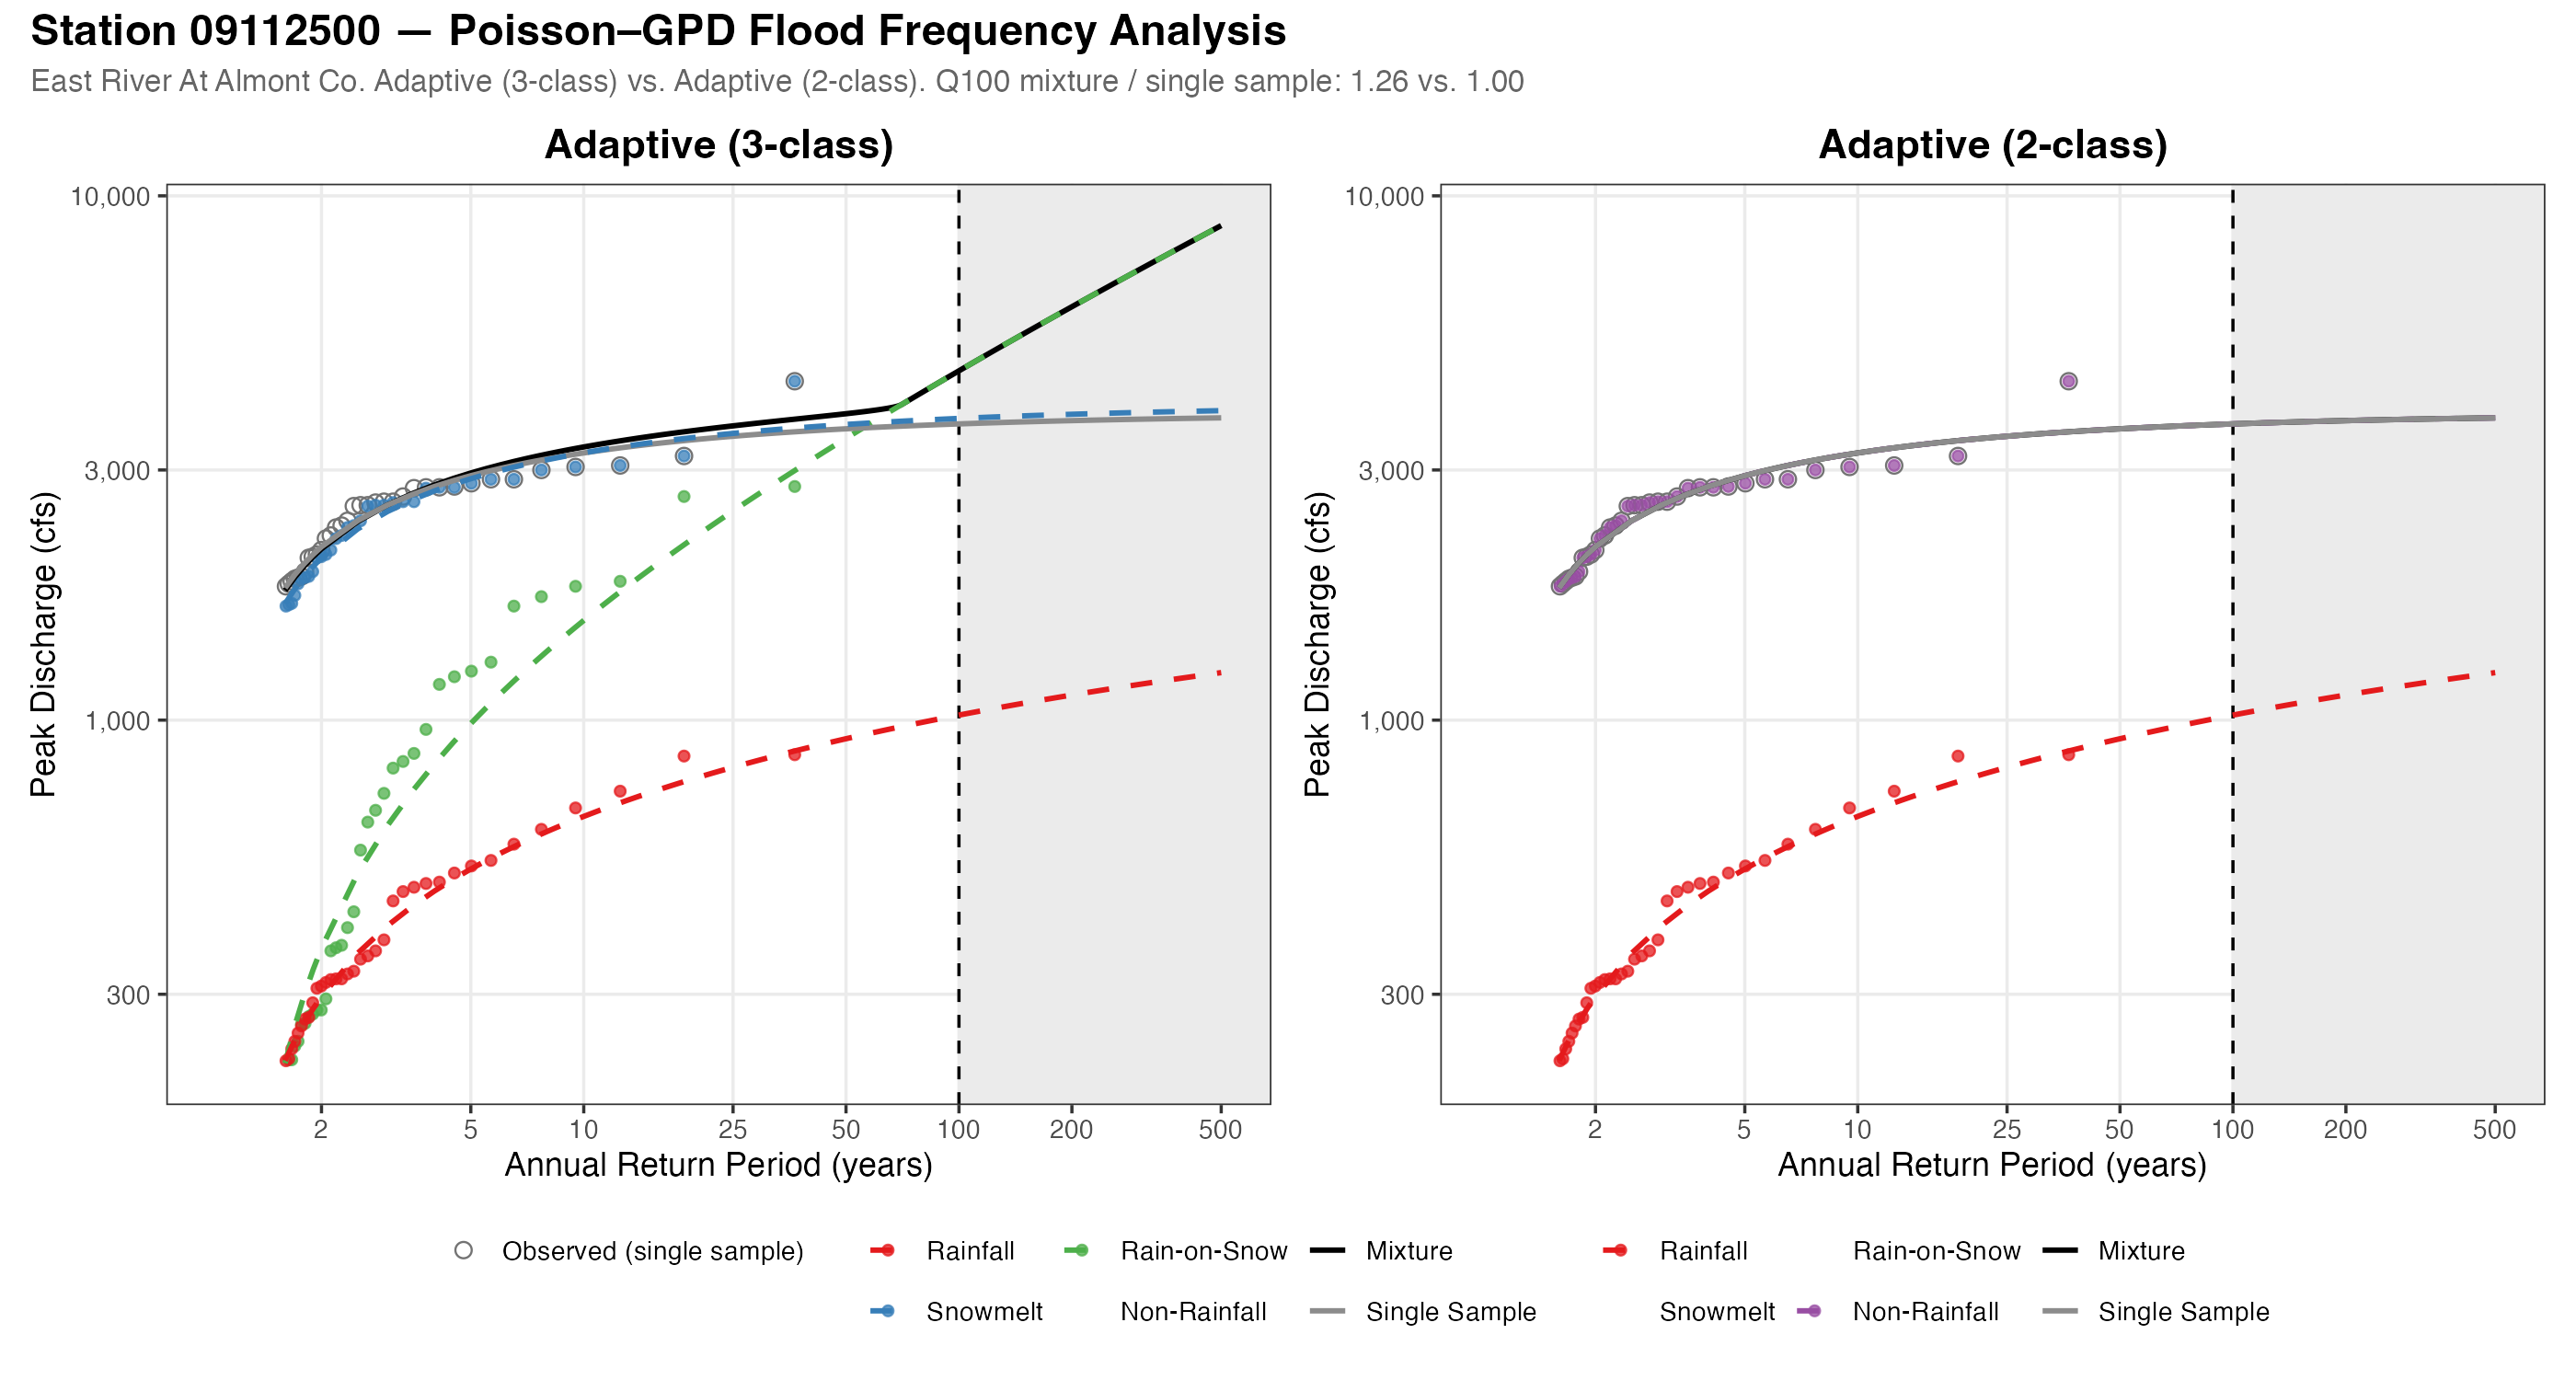 Station 09112500 — Poisson–GPD Flood Frequency Analysis
East River At Almont Co. Adaptive (3-class) vs. Adaptive (2-class). Q100 mixture / single sample: 1.26 vs. 1.00
Adaptive (3-class)
Peak Discharge (cfs)
10,000
3,000
1,000
300
2 5 10 25 50 100 200 500
Annual Return Period (years)
Adaptive (2-class)
Peak Discharge (cfs)
10,000
3,000
1,000
300
2 5 10 25 50 100 200 500
Annual Return Period (years)
Observed (single sample) Rainfall Rain-on-Snow Mixture Rainfall Rain-on-Snow Mixture
Snowmelt Non-Rainfall Single Sample Snowmelt Non-Rainfall Single Sample